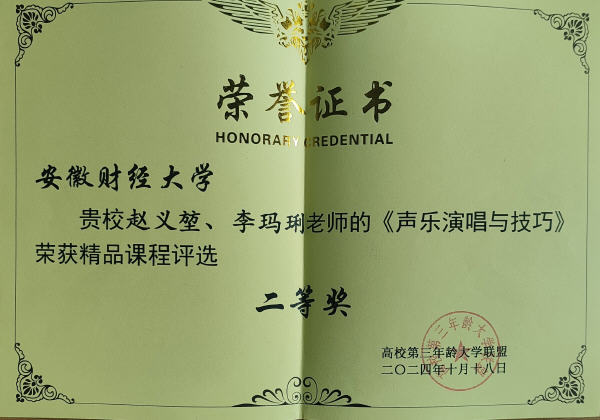 荣誉证书
HONORARY CREDENTIAL
安徽财经大学
贵校赵义堃、李玛琍老师的《声乐演唱与技巧》
荣获精品课程评选
二等奖
高校第三年龄大学联盟
二〇二四年十月十八日